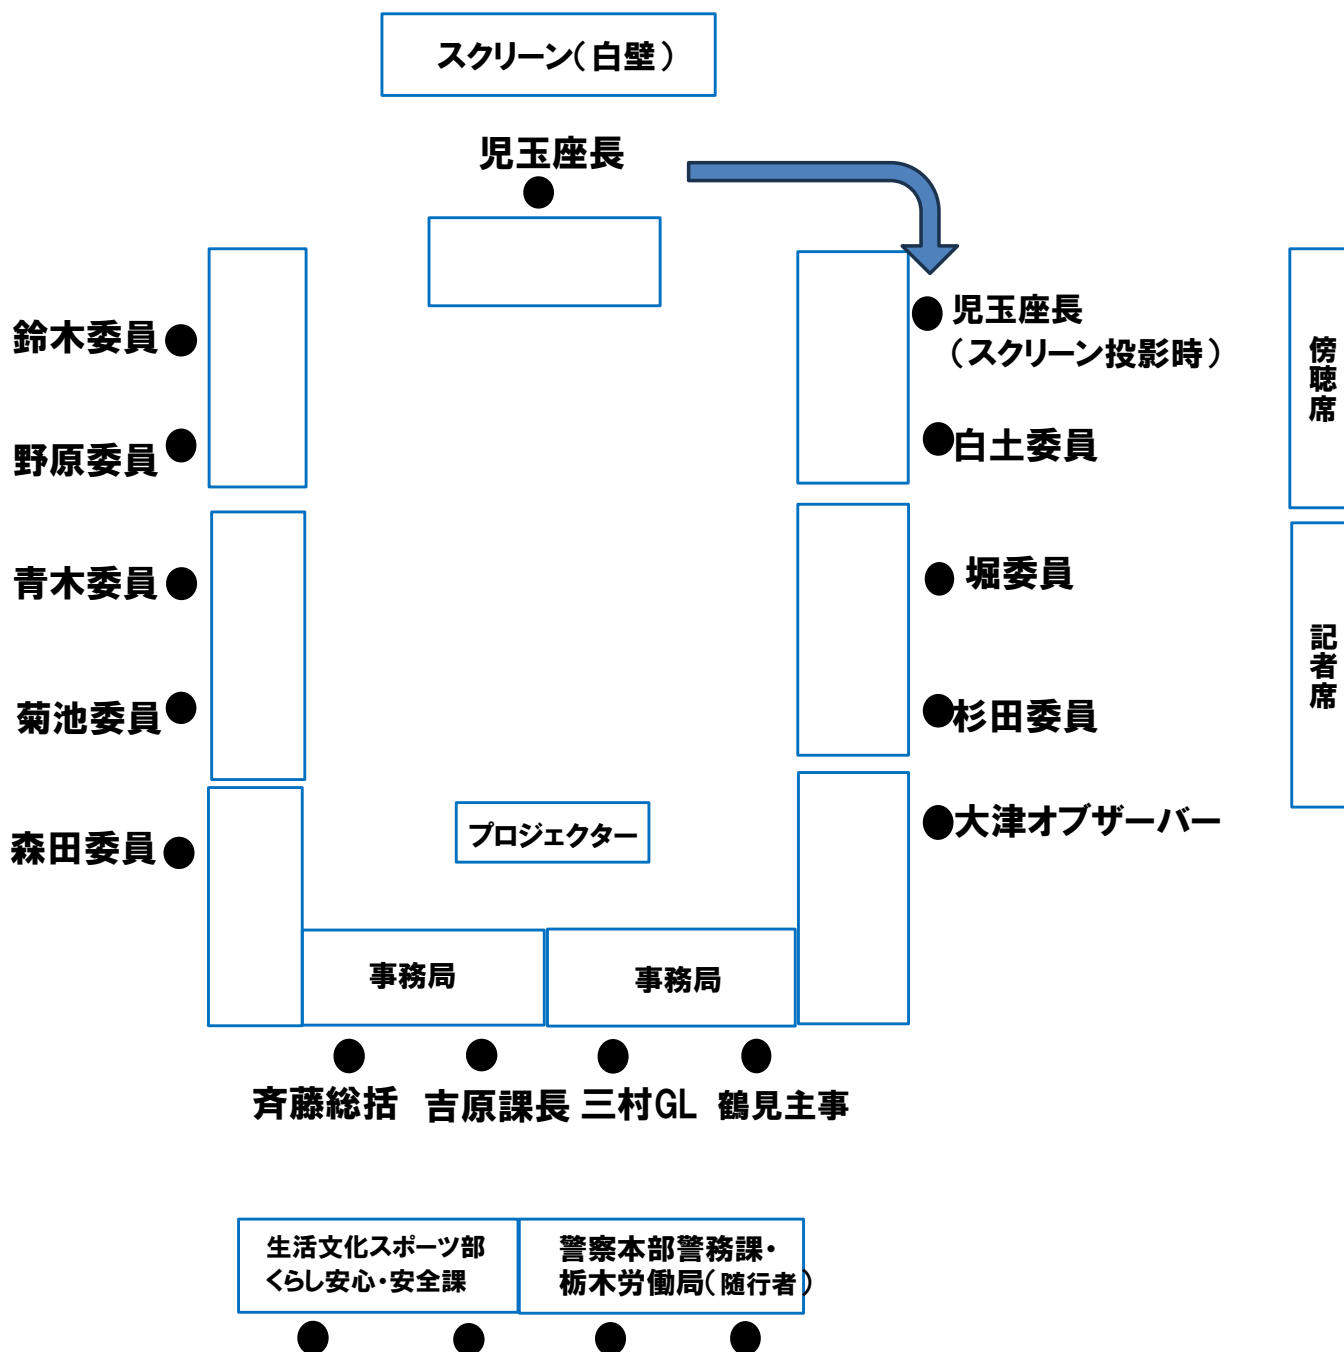 スクリーン(白壁)
児玉座長
児玉座長
(スクリーン投影時)
鈴木委員
野原委員
白土委員
青木委員
堀委員
菊池委員
杉田委員
森田委員
プロジェクター
大津オブザーバー
傍聴席
記者席
事務局
事務局
斉藤総括
吉原課長
三村GL
鶴見主事
生活文化スポーツ部
くらし安心・安全課
警察本部警務課・
栃木労働局(随行者)